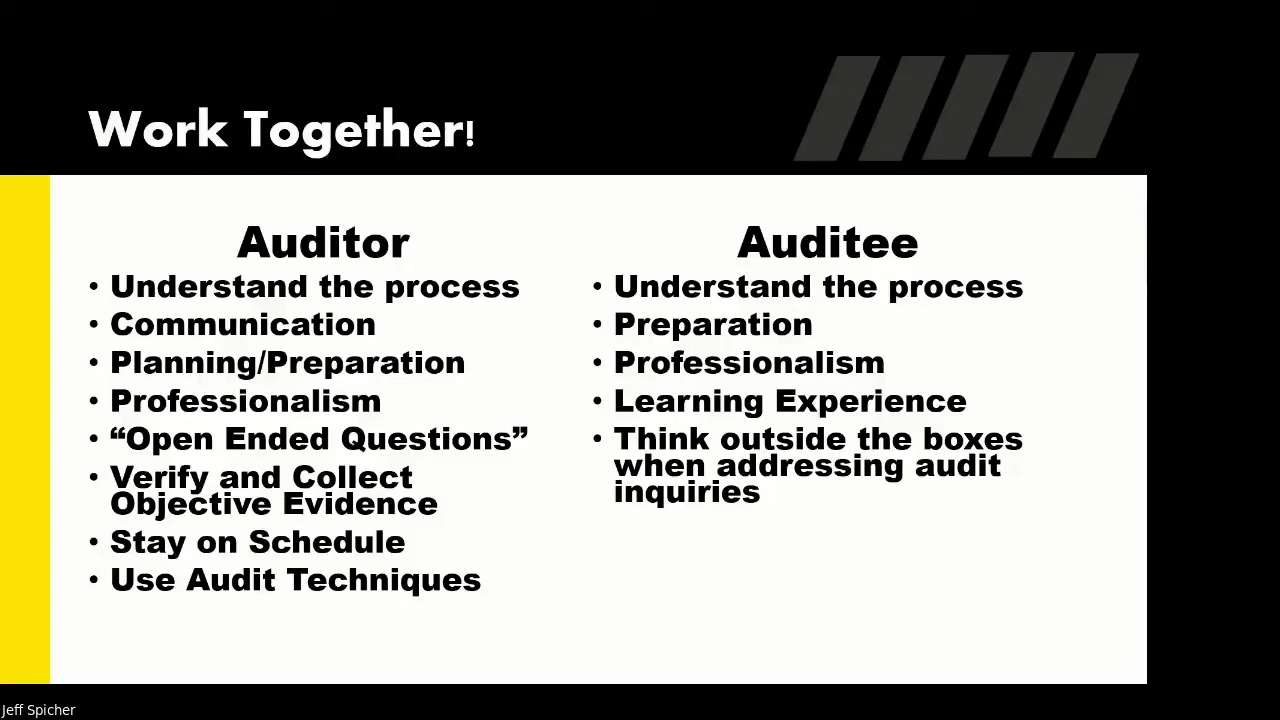 Work Together!
Auditor
• Understand the process
• Communication
• Planning/Preparation
• Professionalism
• “Open Ended Questions”
• Verify and Collect
Objective Evidence
• Stay on Schedule
• Use Audit Techniques
Auditee
• Understand the process
• Preparation
• Professionalism
• Learning Experience
• Think outside the boxes
when addressing audit
inquiries
Jeff Spicher